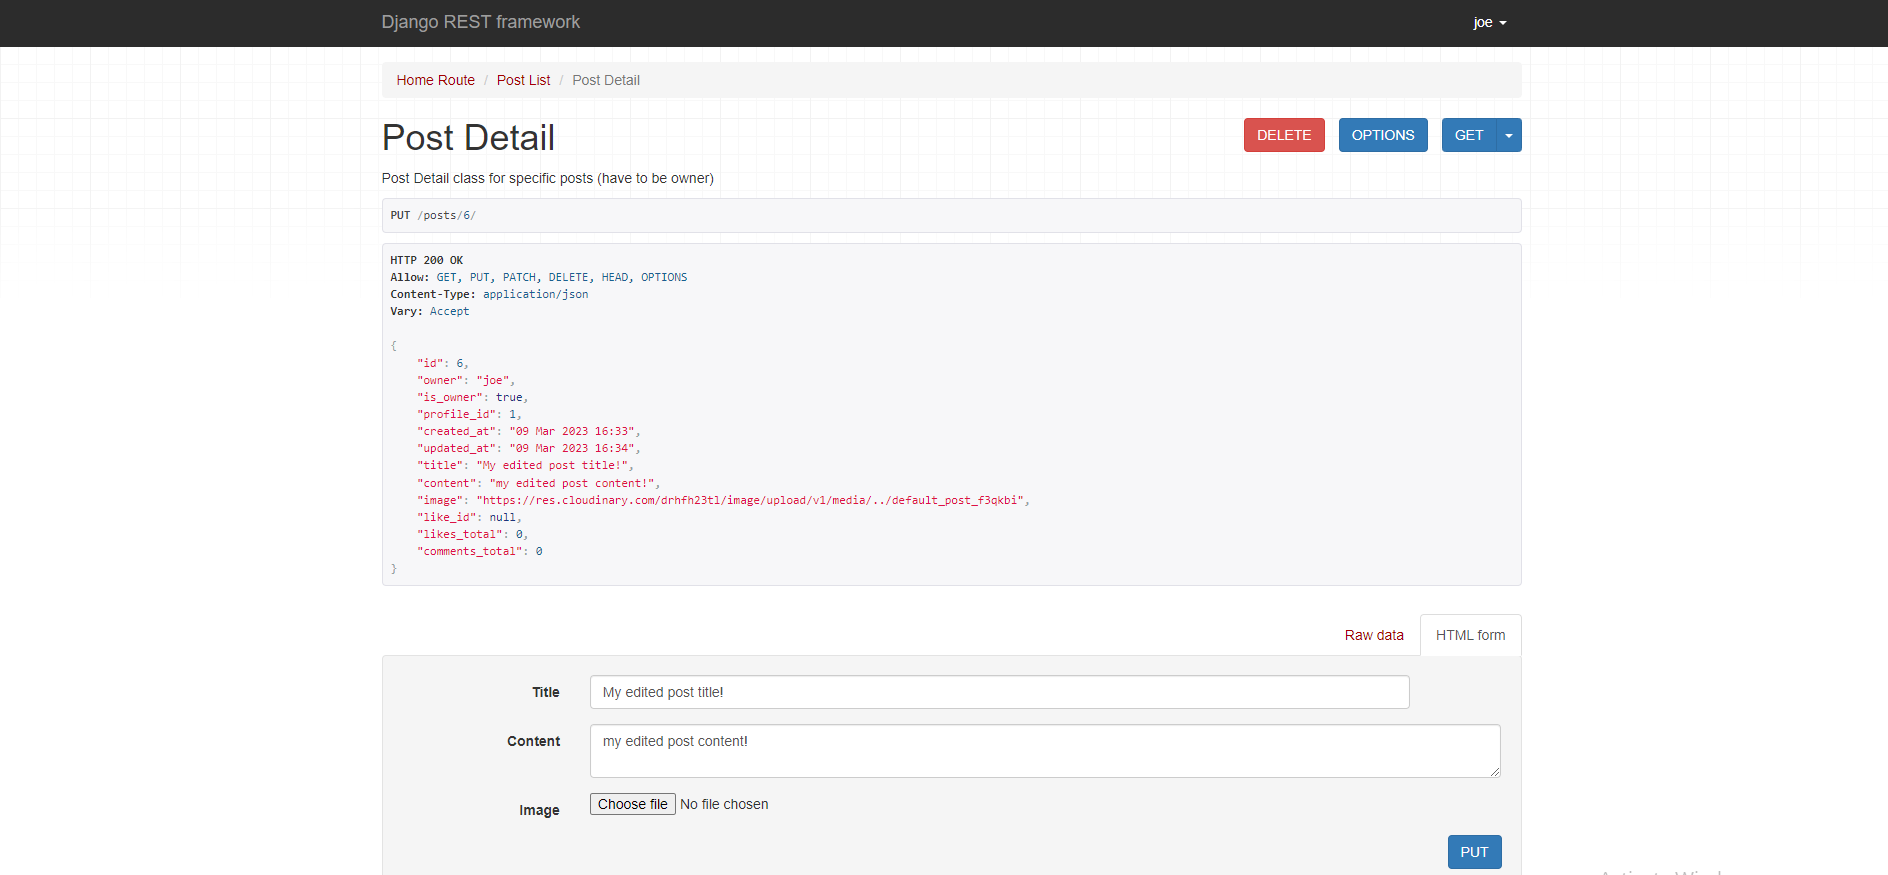 Django REST framework
joe
Home Route / Post List / Post Detail
Post Detail
DELETE
OPTIONS
GET
Post Detail class for specific posts (have to be owner)
PUT /posts/6/
HTTP 200 OK
Allow: GET, PUT, PATCH, DELETE, HEAD, OPTIONS
Content-Type: application/json
Vary: Accept
{
    "id": 6,
    "owner": "joe",
    "is_owner": true,
    "profile_id": 1,
    "created_at": "09 Mar 2023 16:33",
    "updated_at": "09 Mar 2023 16:34",
    "title": "My edited post title!",
    "content": "my edited post content!",
    "image": "https://res.cloudinary.com/drhfh23tl/image/upload/v1/media/../default_post_f3qkbi",
    "like_id": null,
    "likes_total": 0,
    "comments_total": 0
}
Raw data
HTML form
Title
My edited post title!
Content
my edited post content!
Image
Choose file No file chosen
PUT